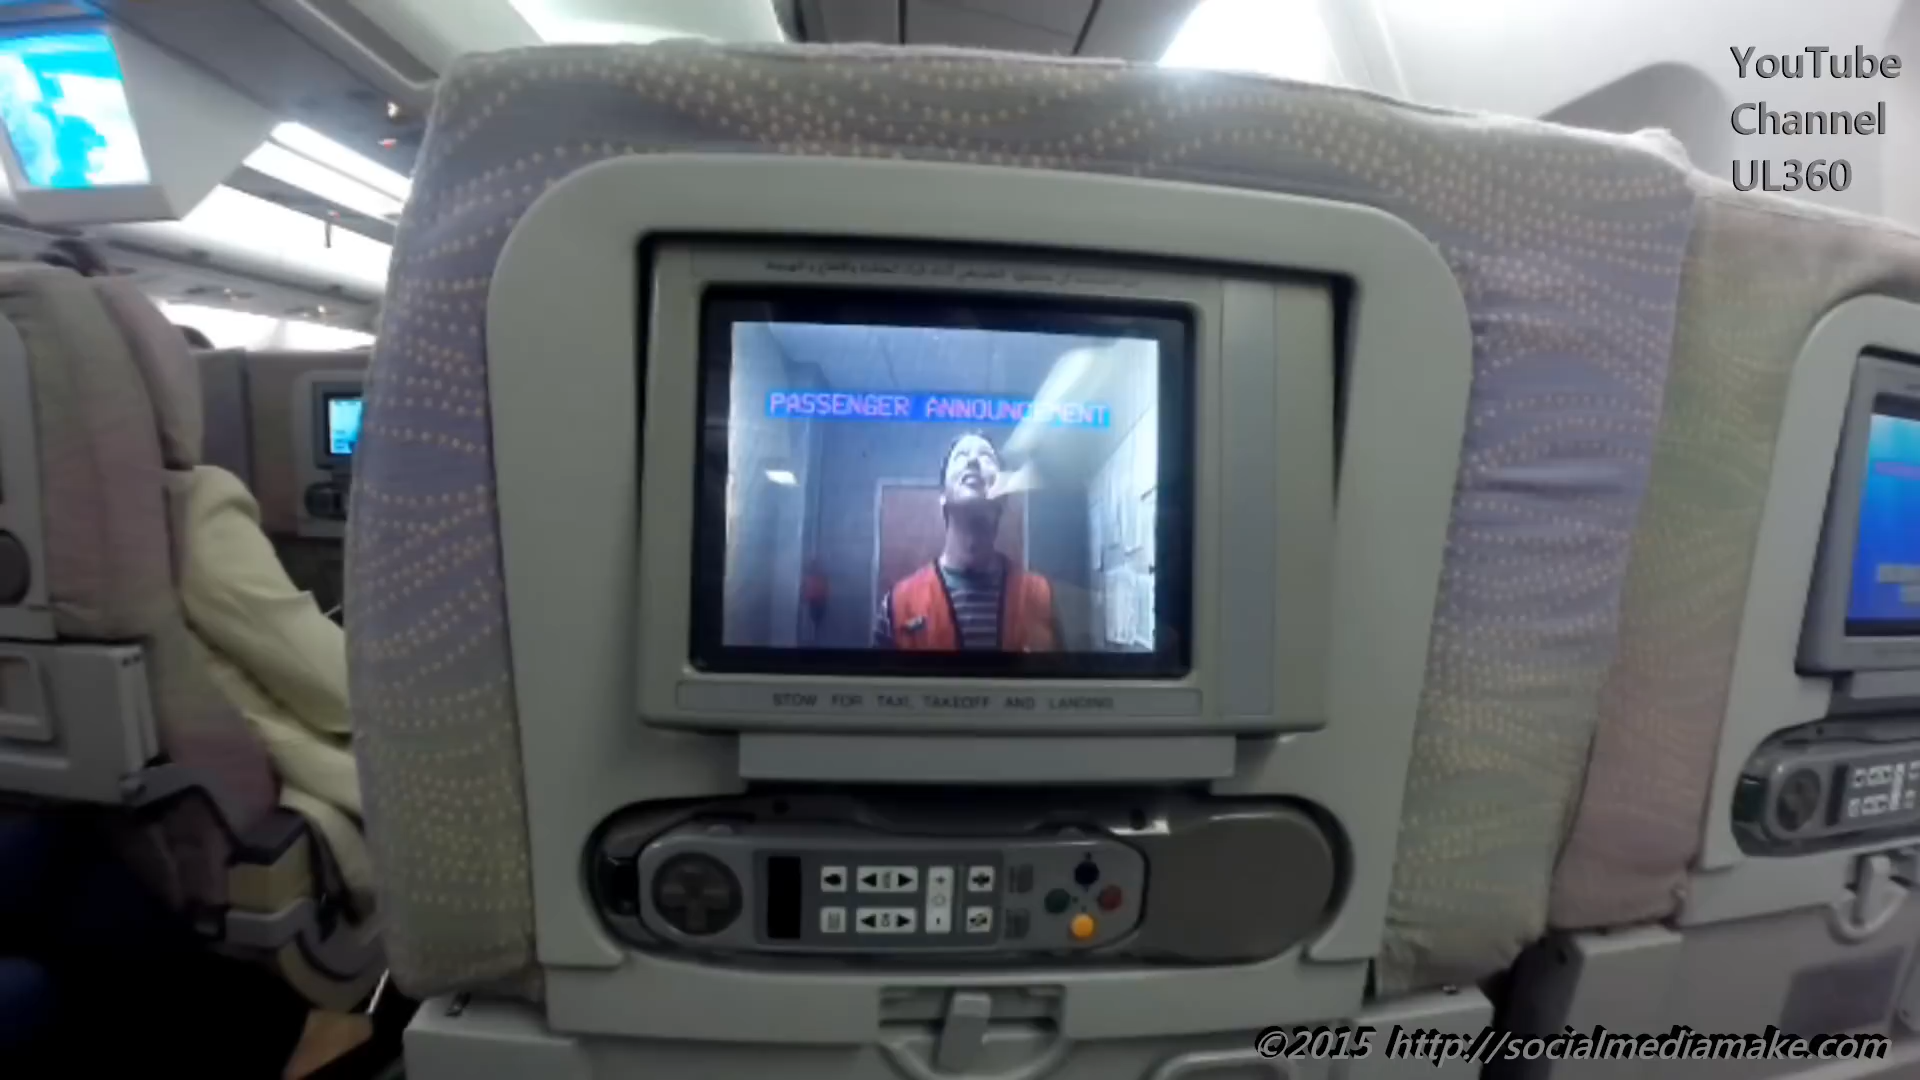 YouTube
Channel
UL360
PASSENGER ANNOUNCEMENT
STOW FOR TAXI, TAKEOFF AND LANDING
©2015 http://socialmediamake.com